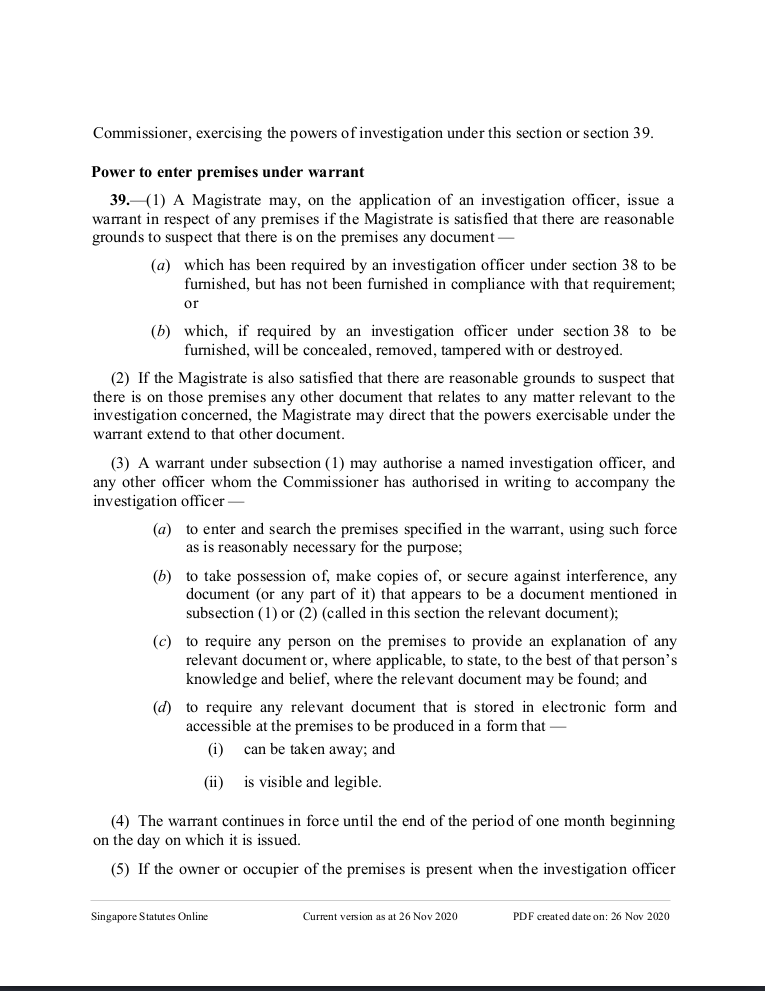 Commissioner, exercising the powers of investigation under this section or section 39.
Power to enter premises under warrant
39.—(1) A Magistrate may, on the application of an investigation officer, issue a
warrant in respect of any premises if the Magistrate is satisfied that there are reasonable
grounds to suspect that there is on the premises any document —
(a) which has been required by an investigation officer under section 38 to be
furnished, but has not been furnished in compliance with that requirement;
or
(b) which, if required by an investigation officer under section 38 to be
furnished, will be concealed, removed, tampered with or destroyed.
(2) If the Magistrate is also satisfied that there are reasonable grounds to suspect that
there is on those premises any other document that relates to any matter relevant to the
investigation concerned, the Magistrate may direct that the powers exercisable under the
warrant extend to that other document.
(3) A warrant under subsection (1) may authorise a named investigation officer, and
any other officer whom the Commissioner has authorised in writing to accompany the
investigation officer —
(a) to enter and search the premises specified in the warrant, using such force
as is reasonably necessary for the purpose;
(b) to take possession of, make copies of, or secure against interference, any
document (or any part of it) that appears to be a document mentioned in
subsection (1) or (2) (called in this section the relevant document);
(c) to require any person on the premises to provide an explanation of any
relevant document or, where applicable, to state, to the best of that person’s
knowledge and belief, where the relevant document may be found; and
(d) to require any relevant document that is stored in electronic form and
accessible at the premises to be produced in a form that —
(i) can be taken away; and
(ii) is visible and legible.
(4) The warrant continues in force until the end of the period of one month beginning
on the day on which it is issued.
(5) If the owner or occupier of the premises is present when the investigation officer
Singapore Statutes Online Current version as at 26 Nov 2020 PDF created date on: 26 Nov 2020